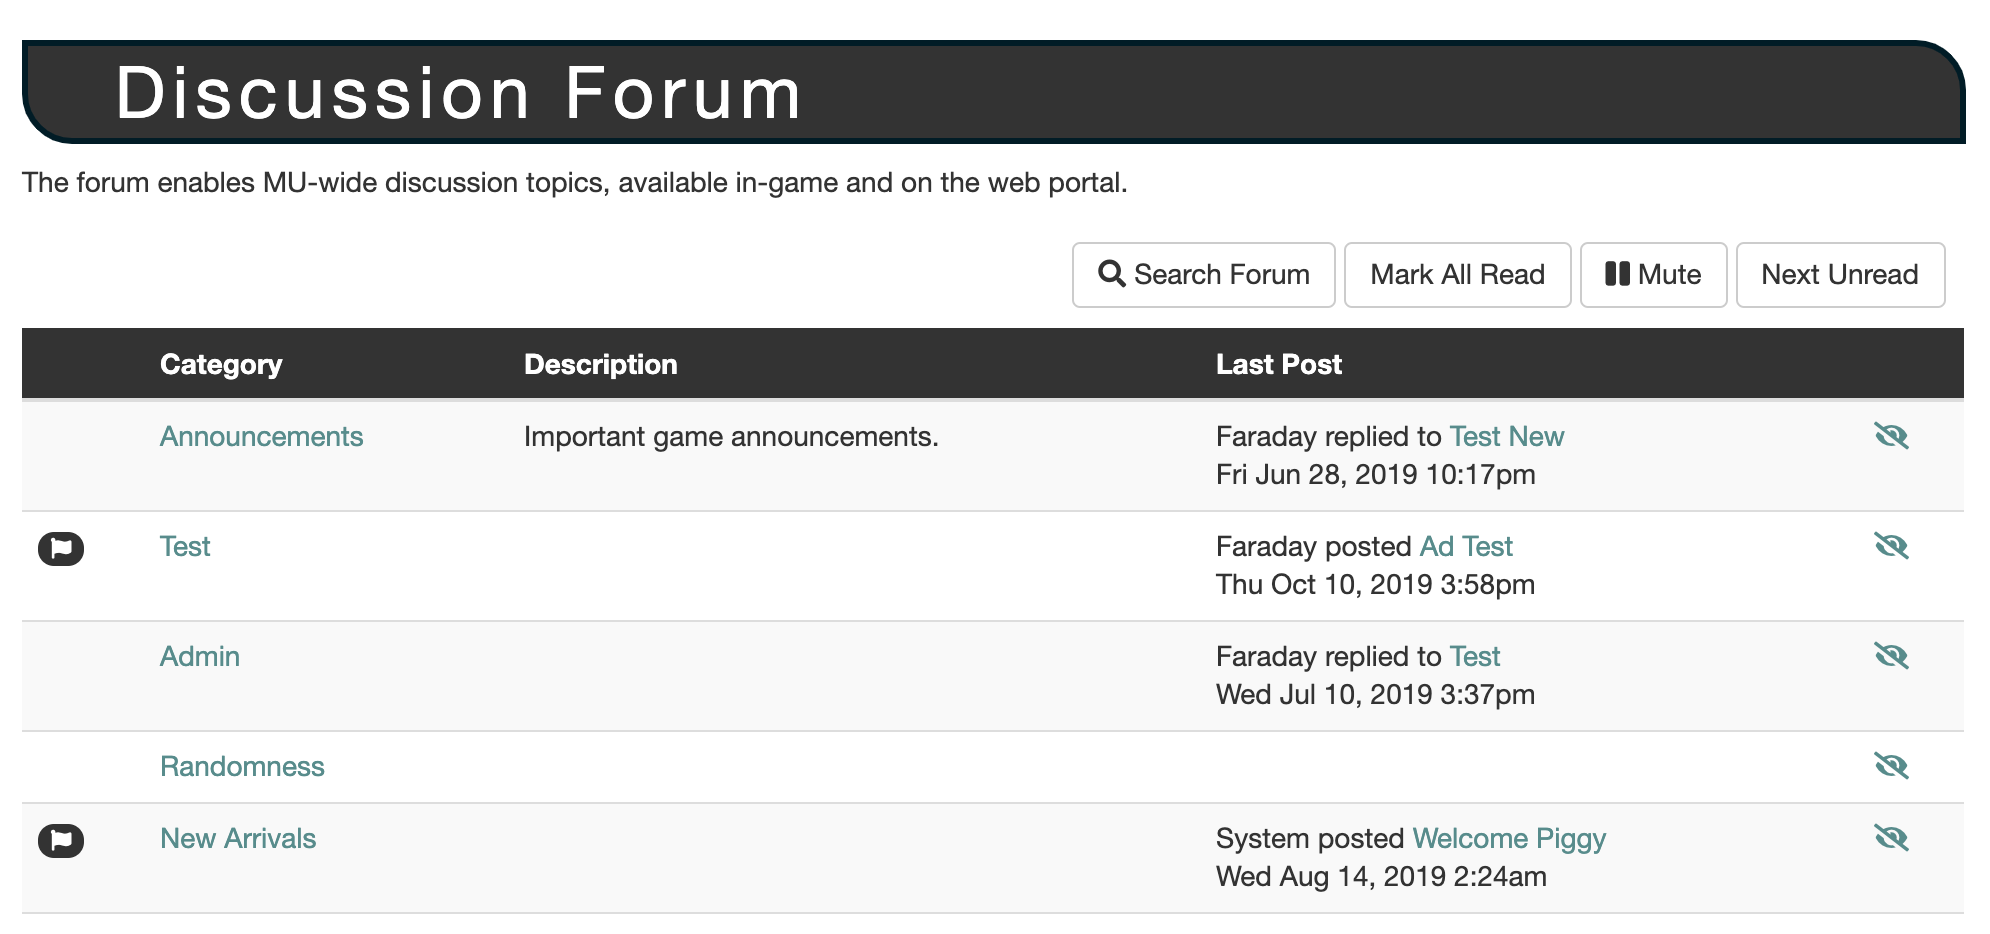 Discussion Forum
The forum enables MU-wide discussion topics, available in-game and on the web portal.
Search Forum Mark All Read Mute Next Unread
Category Description Last Post
Announcements Important game announcements. Faraday replied to Test New
Fri Jun 28, 2019 10:17pm
Test Faraday posted Ad Test
Thu Oct 10, 2019 3:58pm
Admin Faraday replied to Test
Wed Jul 10, 2019 3:37pm
Randomness
New Arrivals System posted Welcome Piggy
Wed Aug 14, 2019 2:24am